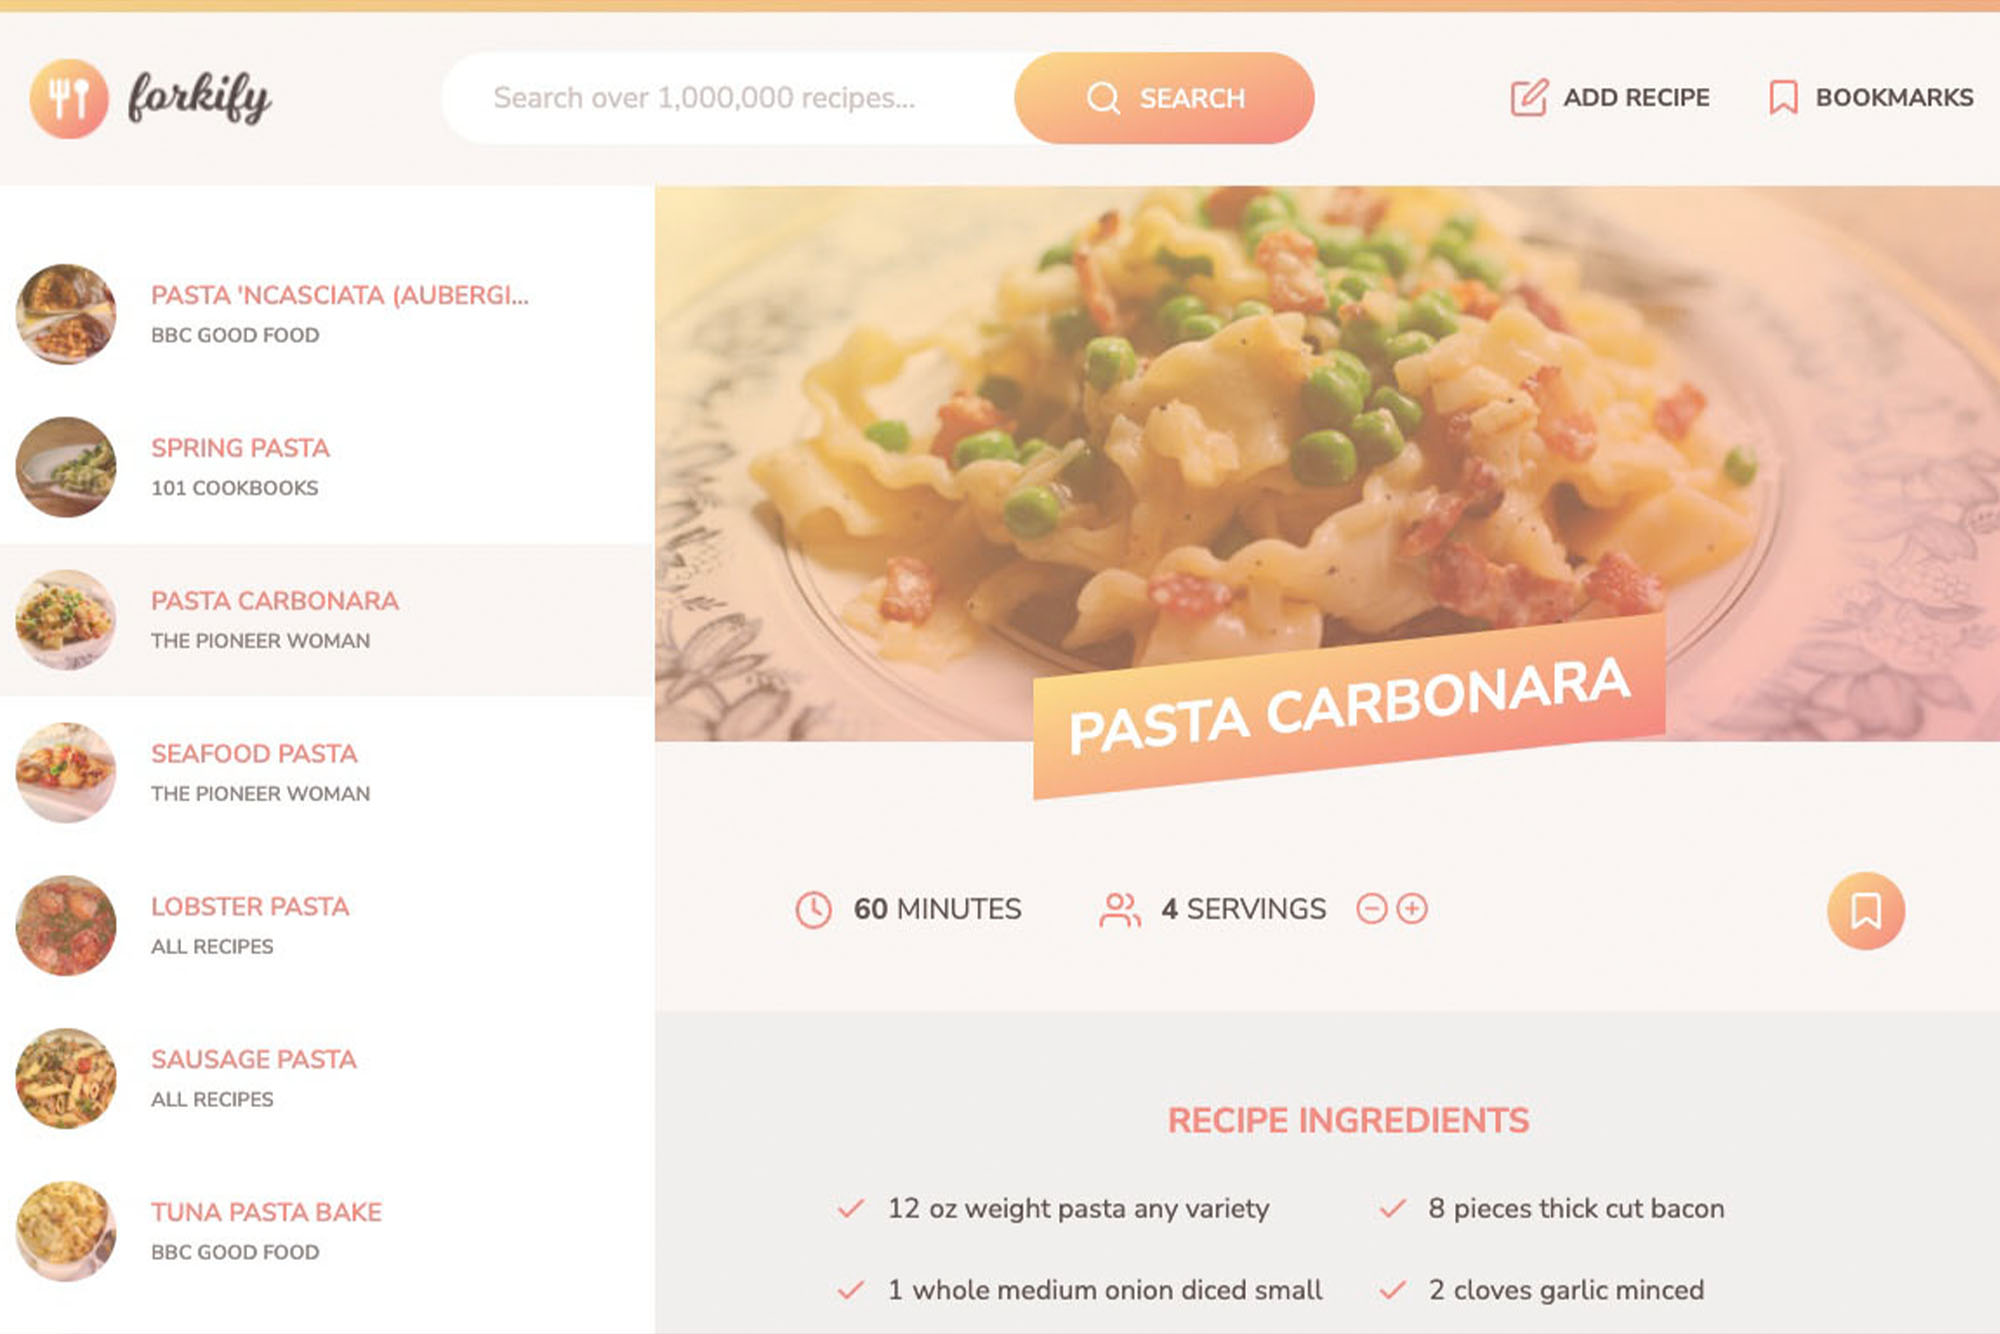 forkify
Search over 1,000,000 recipes...
SEARCH
ADD RECIPE
BOOKMARKS
PASTA 'NCASCIATA (AUBERGI...
BBC GOOD FOOD
SPRING PASTA
101 COOKBOOKS
PASTA CARBONARA
THE PIONEER WOMAN
SEAFOOD PASTA
THE PIONEER WOMAN
LOBSTER PASTA
ALL RECIPES
SAUSAGE PASTA
ALL RECIPES
TUNA PASTA BAKE
BBC GOOD FOOD
PASTA CARBONARA
60 MINUTES
4 SERVINGS
RECIPE INGREDIENTS
12 oz weight pasta any variety
8 pieces thick cut bacon
1 whole medium onion diced small
2 cloves garlic minced